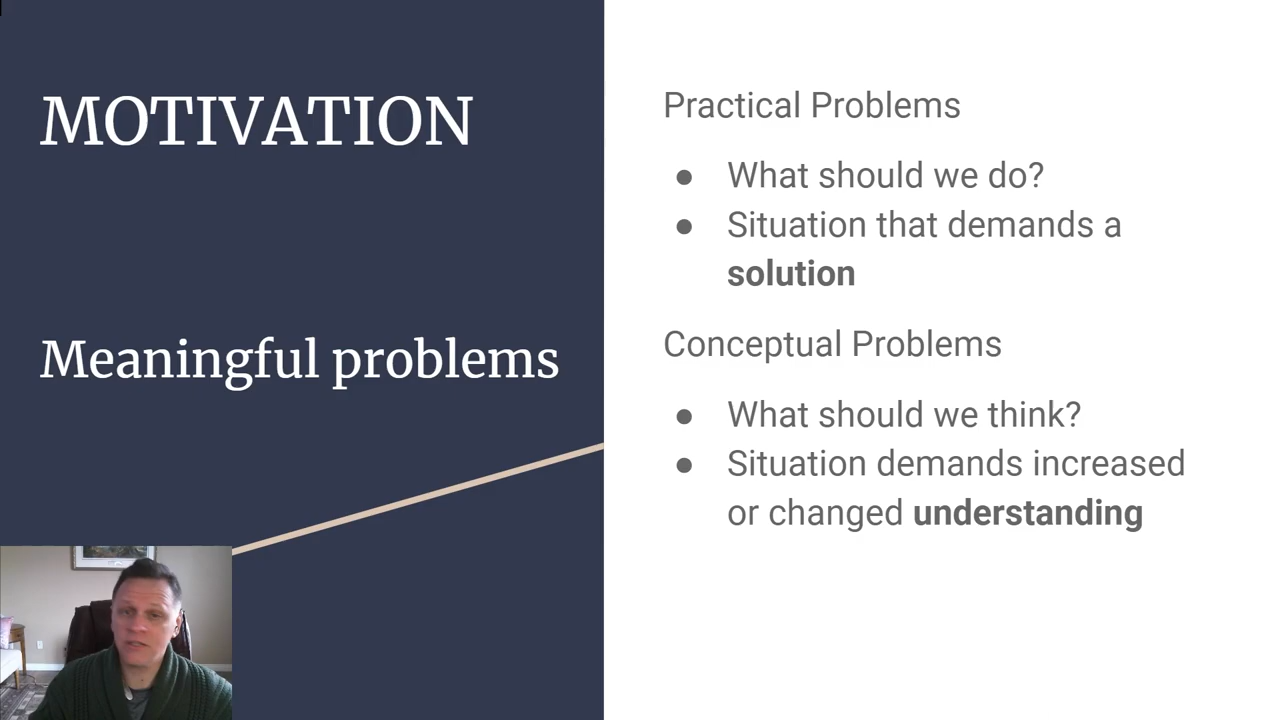 MOTIVATION
Meaningful problems
Practical Problems
● What should we do?
● Situation that demands a
solution
Conceptual Problems
● What should we think?
● Situation demands increased
or changed understanding